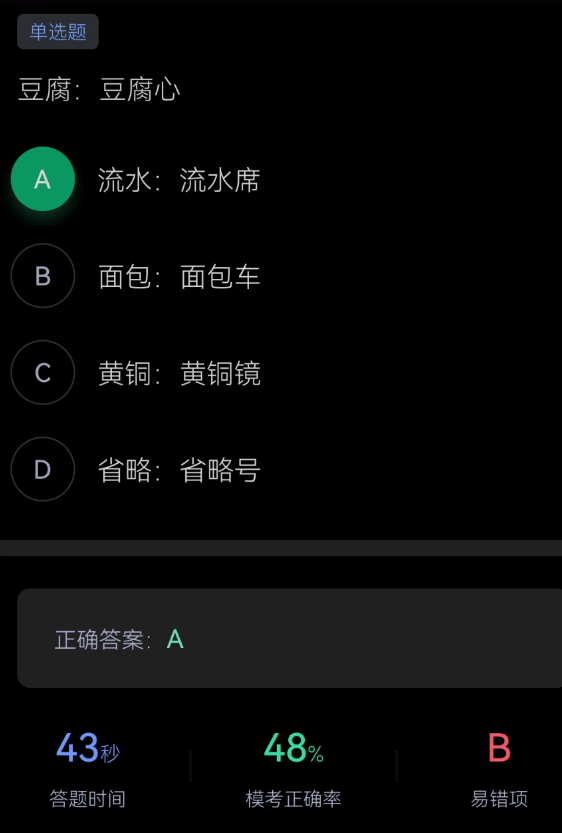 单选题
豆腐：豆腐心
A 流水：流水席
B 面包：面包车
C 黄铜：黄铜镜
D 省略：省略号
正确答案：A
43秒 48% B
答题时间 模考正确率 易错项